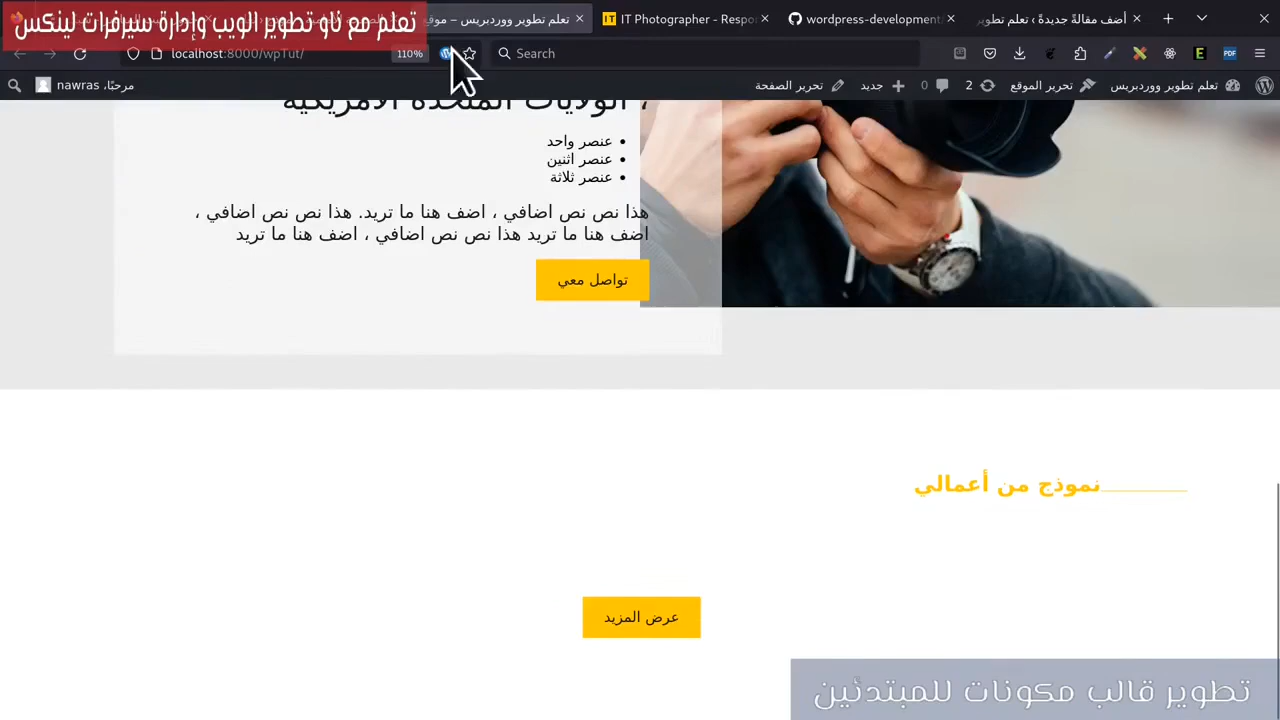 تعلم مع ناو تطوير الويب وإدارة سيرفرات لينكس
تعلم تطوير ووردبريس – موقع
IT Photographer - Respo
wordpress-development/
أضف مقالة جديدة ‹ تعلم تطوير
localhost:8000/wpTut/
110%
Search
مرحبًا، nawras
تحرير الصفحة
جديد
0
2
تحرير الموقع
تعلم تطوير ووردبريس
، الولايات المتحدة الأمريكية
عنصر واحد
عنصر اثنين
عنصر ثلاثة
هذا نص نص اضافي ، اضف هنا ما تريد. هذا نص نص اضافي ،
اضف هنا ما تريد هذا نص نص اضافي ، اضف هنا ما تريد
تواصل معي
نموذج من أعمالي
عرض المزيد
تطوير قالب مكونات للمبتدئين